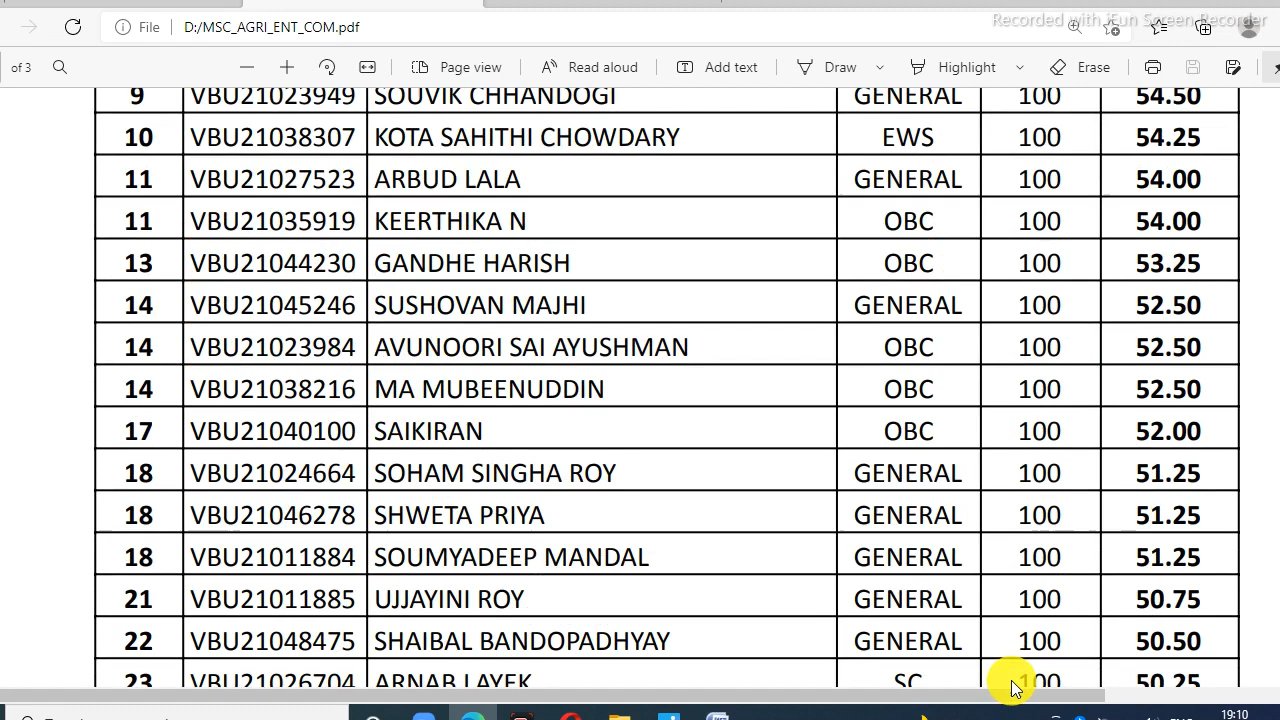 Recorded with iFun Screen Recorder
File D:/MSC_AGRI_ENT_COM.pdf
of 3 Page view Read aloud Add text Draw Highlight Erase
9 VBU21023949 SOUVIK CHHANDOGI GENERAL 100 54.50
10 VBU21038307 KOTA SAHITHI CHOWDARY EWS 100 54.25
11 VBU21027523 ARBUD LALA GENERAL 100 54.00
11 VBU21035919 KEERTHIKA N OBC 100 54.00
13 VBU21044230 GANDHE HARISH OBC 100 53.25
14 VBU21045246 SUSHOVAN MAJHI GENERAL 100 52.50
14 VBU21023984 AVUNOORI SAI AYUSHMAN OBC 100 52.50
14 VBU21038216 MA MUBEENUDDIN OBC 100 52.50
17 VBU21040100 SAIKIRAN OBC 100 52.00
18 VBU21024664 SOHAM SINGHA ROY GENERAL 100 51.25
18 VBU21046278 SHWETA PRIYA GENERAL 100 51.25
18 VBU21011884 SOUMYADEEP MANDAL GENERAL 100 51.25
21 VBU21011885 UJJAYINI ROY GENERAL 100 50.75
22 VBU21048475 SHAIBAL BANDOPADHYAY GENERAL 100 50.50
23 VBU21026704 ARNAB LAYEK SC 100 50.25
19:10